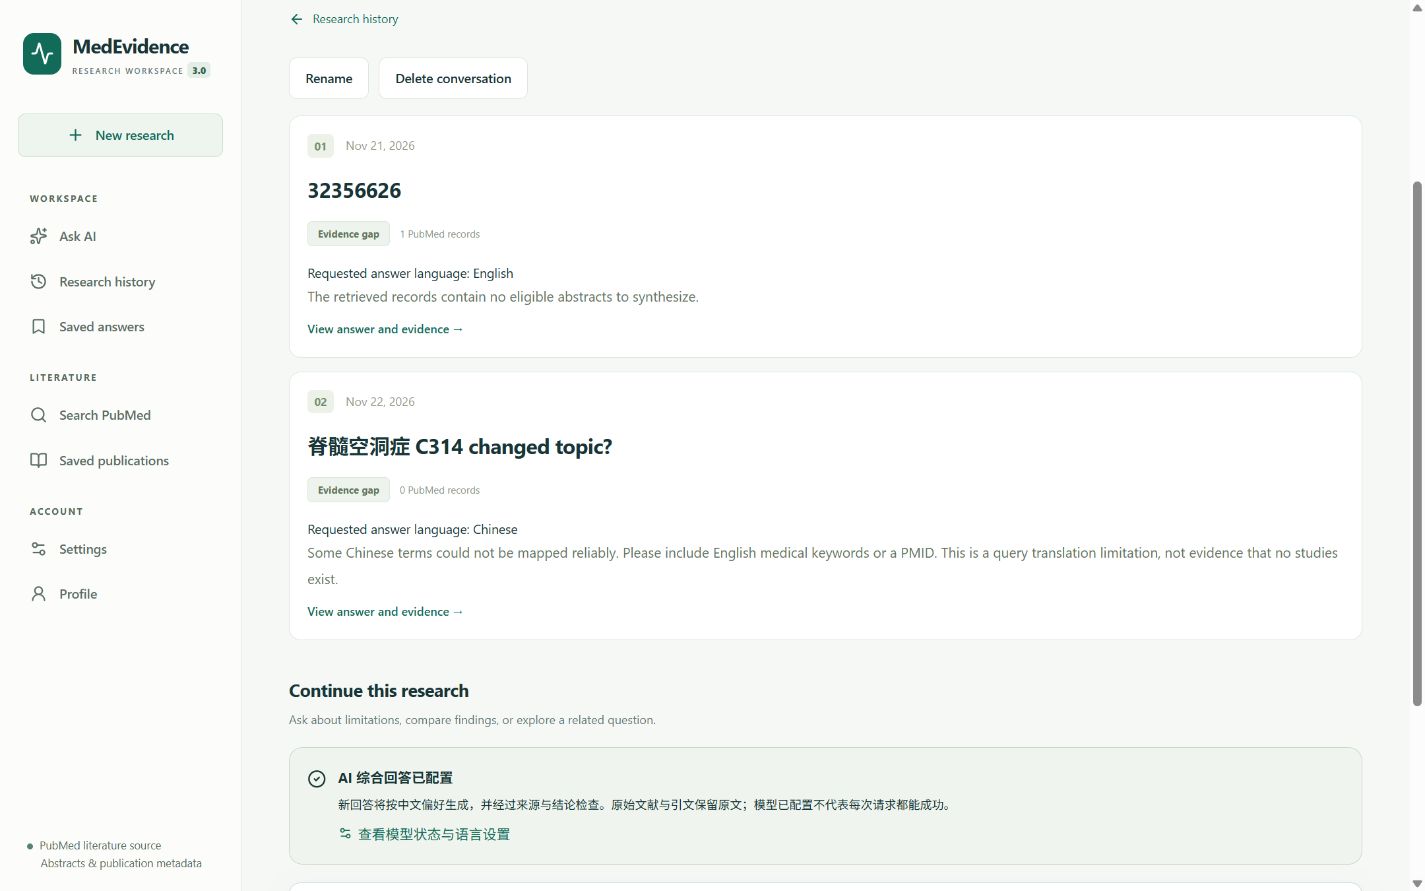 MedEvidence
RESEARCH WORKSPACE 3.0
New research
WORKSPACE
Ask AI
Research history
Saved answers
LITERATURE
Search PubMed
Saved publications
ACCOUNT
Settings
Profile
PubMed literature source
Abstracts & publication metadata
← Research history
Rename
Delete conversation
01 Nov 21, 2026
32356626
Evidence gap 1 PubMed records
Requested answer language: English
The retrieved records contain no eligible abstracts to synthesize.
View answer and evidence →
02 Nov 22, 2026
脊髓空洞症 C314 changed topic?
Evidence gap 0 PubMed records
Requested answer language: Chinese
Some Chinese terms could not be mapped reliably. Please include English medical keywords or a PMID. This is a query translation limitation, not evidence that no studies
exist.
View answer and evidence →
Continue this research
Ask about limitations, compare findings, or explore a related question.
AI 综合回答已配置
新回答将按中文偏好生成，并经过来源与结论检查。原始文献与引文保留原文；模型已配置不代表每次请求都能成功。
查看模型状态与语言设置